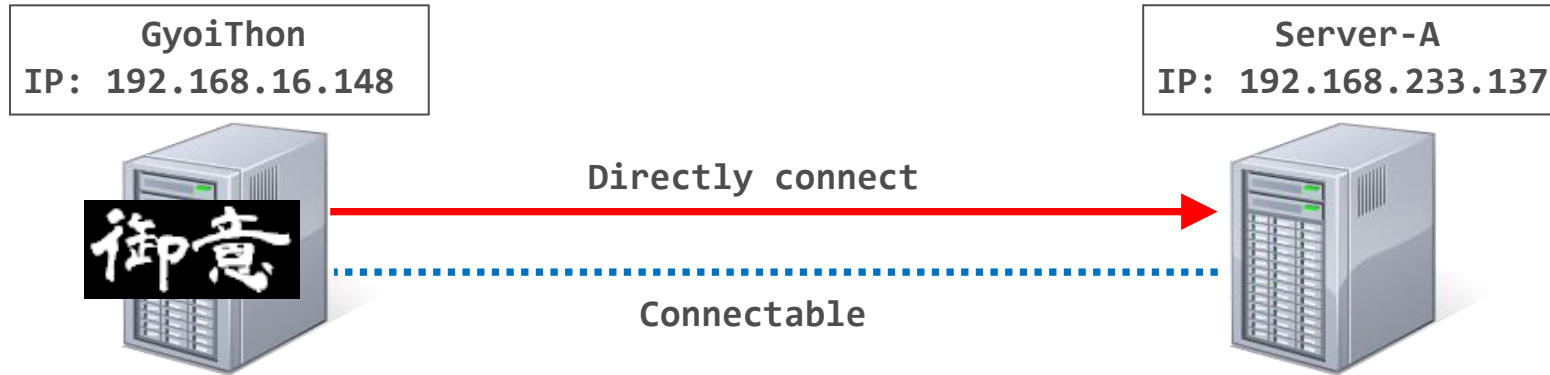 GyoiThon
IP: 192.168.16.148
Server-A
IP: 192.168.233.137
Directly connect
御意
Connectable